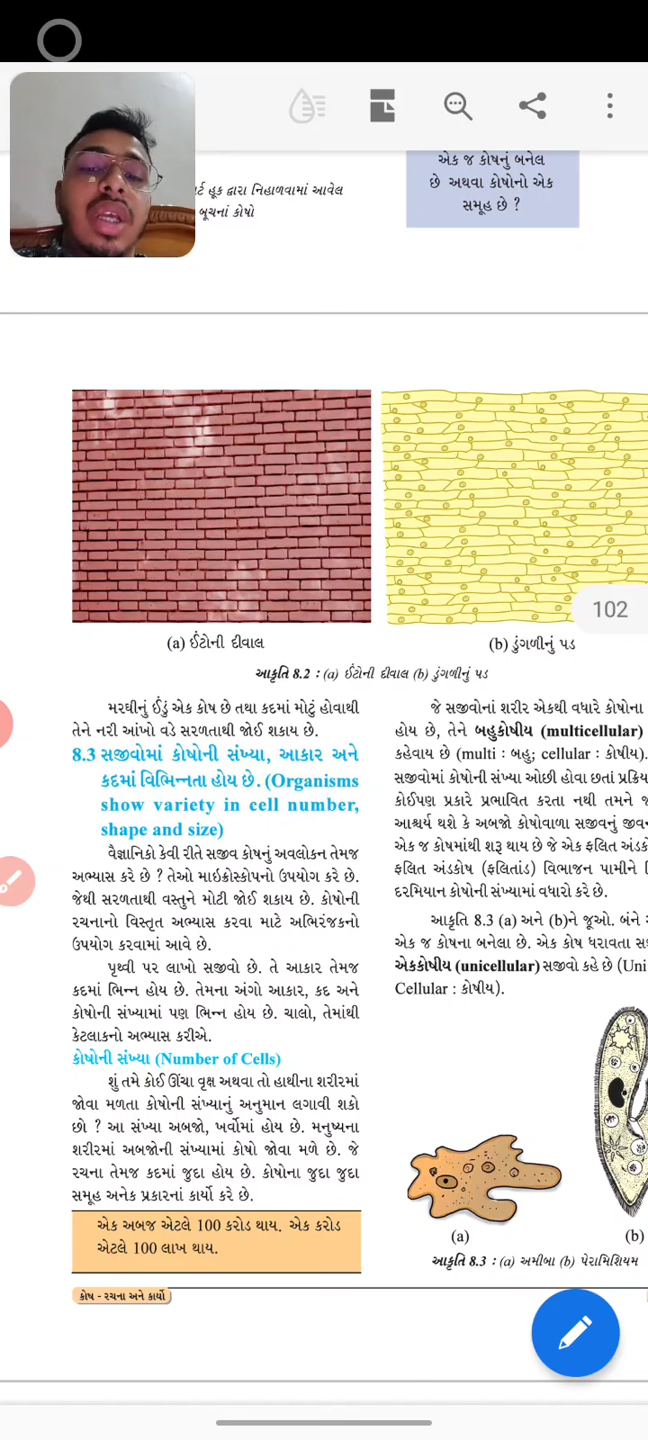 ર્ટ હૂક દ્વારા નિહાળવામાં આવેલ
બૂચનાં કોષો
એક જ કોષનું બનેલ
છે અથવા કોષોનો એક
સમૂહ છે ?
102
(a) ઈંટોની દીવાલ
(b) ડુંગળીનું પડ
આકૃતિ 8.2 : (a) ઈંટોની દીવાલ (b) ડુંગળીનું પડ
મરઘીનું ઈંડું એક કોષ છે તથા કદમાં મોટું હોવાથી
તેને નરી આંખો વડે સરળતાથી જોઈ શકાય છે.
8.3 સજીવોમાં કોષોની સંખ્યા, આકાર અને
કદમાં વિભિન્નતા હોય છે. (Organisms
show variety in cell number,
shape and size)
વૈજ્ઞાનિકો કેવી રીતે સજીવ કોષનું અવલોકન તેમજ
અભ્યાસ કરે છે ? તેઓ માઇક્રોસ્કોપનો ઉપયોગ કરે છે.
જેથી સરળતાથી વસ્તુને મોટી જોઈ શકાય છે. કોષોની
રચનાનો વિસ્તૃત અભ્યાસ કરવા માટે અભિરંજકનો
ઉપયોગ કરવામાં આવે છે.
પૃથ્વી પર લાખો સજીવો છે. તે આકાર તેમજ
કદમાં ભિન્ન હોય છે. તેમના અંગો આકાર, કદ અને
કોષોની સંખ્યામાં પણ ભિન્ન હોય છે. ચાલો, તેમાંથી
કેટલાકનો અભ્યાસ કરીએ.
કોષોની સંખ્યા (Number of Cells)
શું તમે કોઈ ઊંચા વૃક્ષ અથવા તો હાથીના શરીરમાં
જોવા મળતા કોષોની સંખ્યાનું અનુમાન લગાવી શકો
છો ? આ સંખ્યા અબજો, ખર્વોમાં હોય છે. મનુષ્યના
શરીરમાં અબજોની સંખ્યામાં કોષો જોવા મળે છે. જે
રચના તેમજ કદમાં જુદા હોય છે. કોષોના જુદા જુદા
સમૂહ અનેક પ્રકારનાં કાર્યો કરે છે.
એક અબજ એટલે 100 કરોડ થાય. એક કરોડ
એટલે 100 લાખ થાય.
કોષ - રચના અને કાર્યો
જે સજીવોનાં શરીર એકથી વધારે કોષોના
હોય છે, તેને બહુકોષીય (multicellular)
કહેવાય છે (multi : બહુ; cellular : કોષીય).
સજીવોમાં કોષોની સંખ્યા ઓછી હોવા છતાં પ્રક્રિય
કોઈપણ પ્રકારે પ્રભાવિત કરતા નથી તમને જ
આશ્ચર્ય થશે કે અબજો કોષોવાળા સજીવનું જીવન
એક જ કોષમાંથી શરૂ થાય છે જે એક ફલિત અંડકો
ફલિત અંડકોષ (ફલિતાંડ) વિભાજન પામીને
દરમિયાન કોષોની સંખ્યામાં વધારો કરે છે.
આકૃતિ 8.3 (a) અને (b)ને જૂઓ. બંને
એક જ કોષના બનેલા છે. એક કોષ ધરાવતા
એકકોષીય (unicellular) સજીવો કહે છે (Uni
Cellular : કોષીય).
(a)
(b)
આકૃતિ 8.3 : (a) અમીબા (b) પેરામિશિયમ